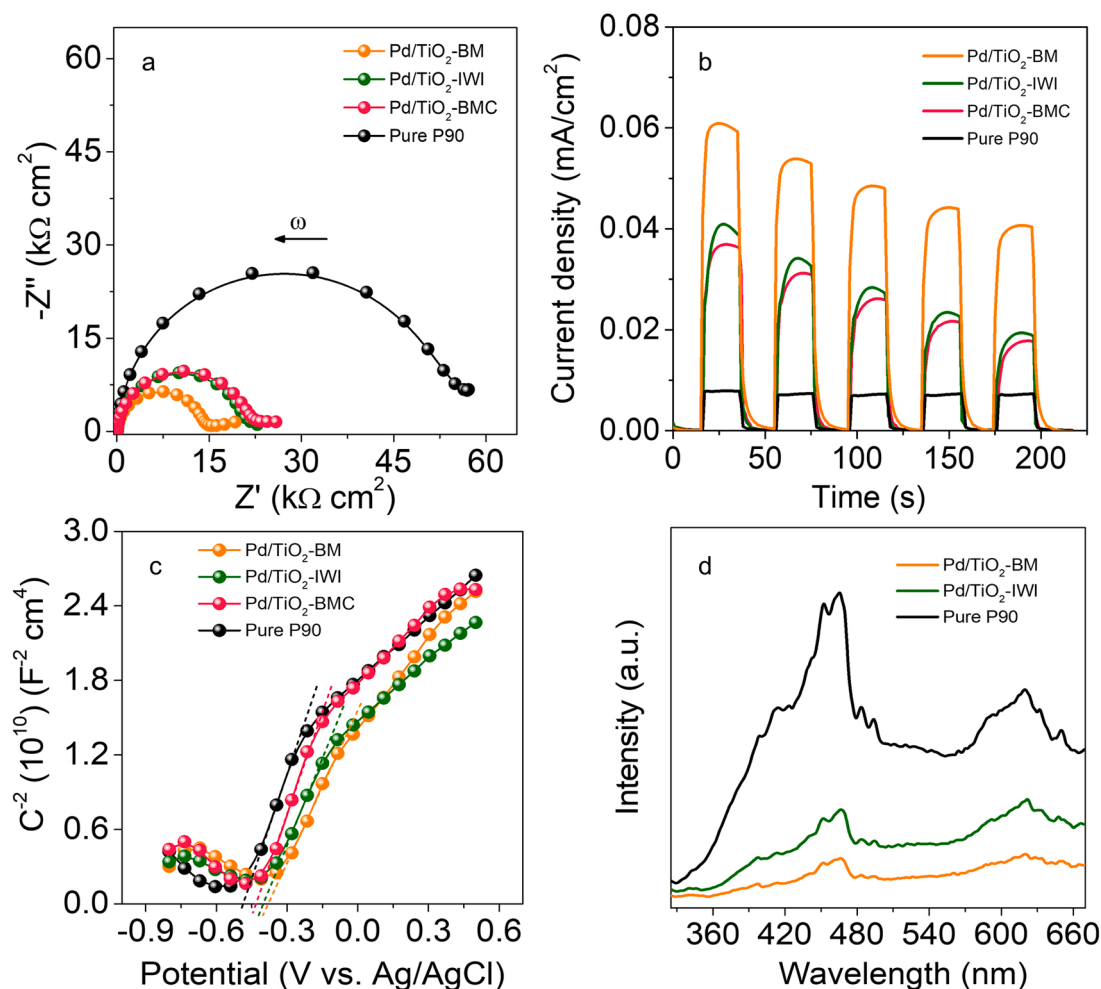 a
Pd/TiO₂-BM
Pd/TiO₂-IWI
Pd/TiO₂-BMC
Pure P90
ω
60
45
30
15
0
-Z'' (kΩ cm²)
0 15 30 45 60
Z' (kΩ cm²)
b
Pd/TiO₂-BM
Pd/TiO₂-IWI
Pd/TiO₂-BMC
Pure P90
0.08
0.06
0.04
0.02
0.00
Current density (mA/cm²)
0 50 100 150 200
Time (s)
c
Pd/TiO₂-BM
Pd/TiO₂-IWI
Pd/TiO₂-BMC
Pure P90
3.0
2.4
1.8
1.2
0.6
0.0
C⁻² (10¹⁰) (F⁻² cm⁴)
-0.9 -0.6 -0.3 0.0 0.3 0.6
Potential (V vs. Ag/AgCl)
d
Pd/TiO₂-BM
Pd/TiO₂-IWI
Pure P90
Intensity (a.u.)
360 420 480 540 600 660
Wavelength (nm)